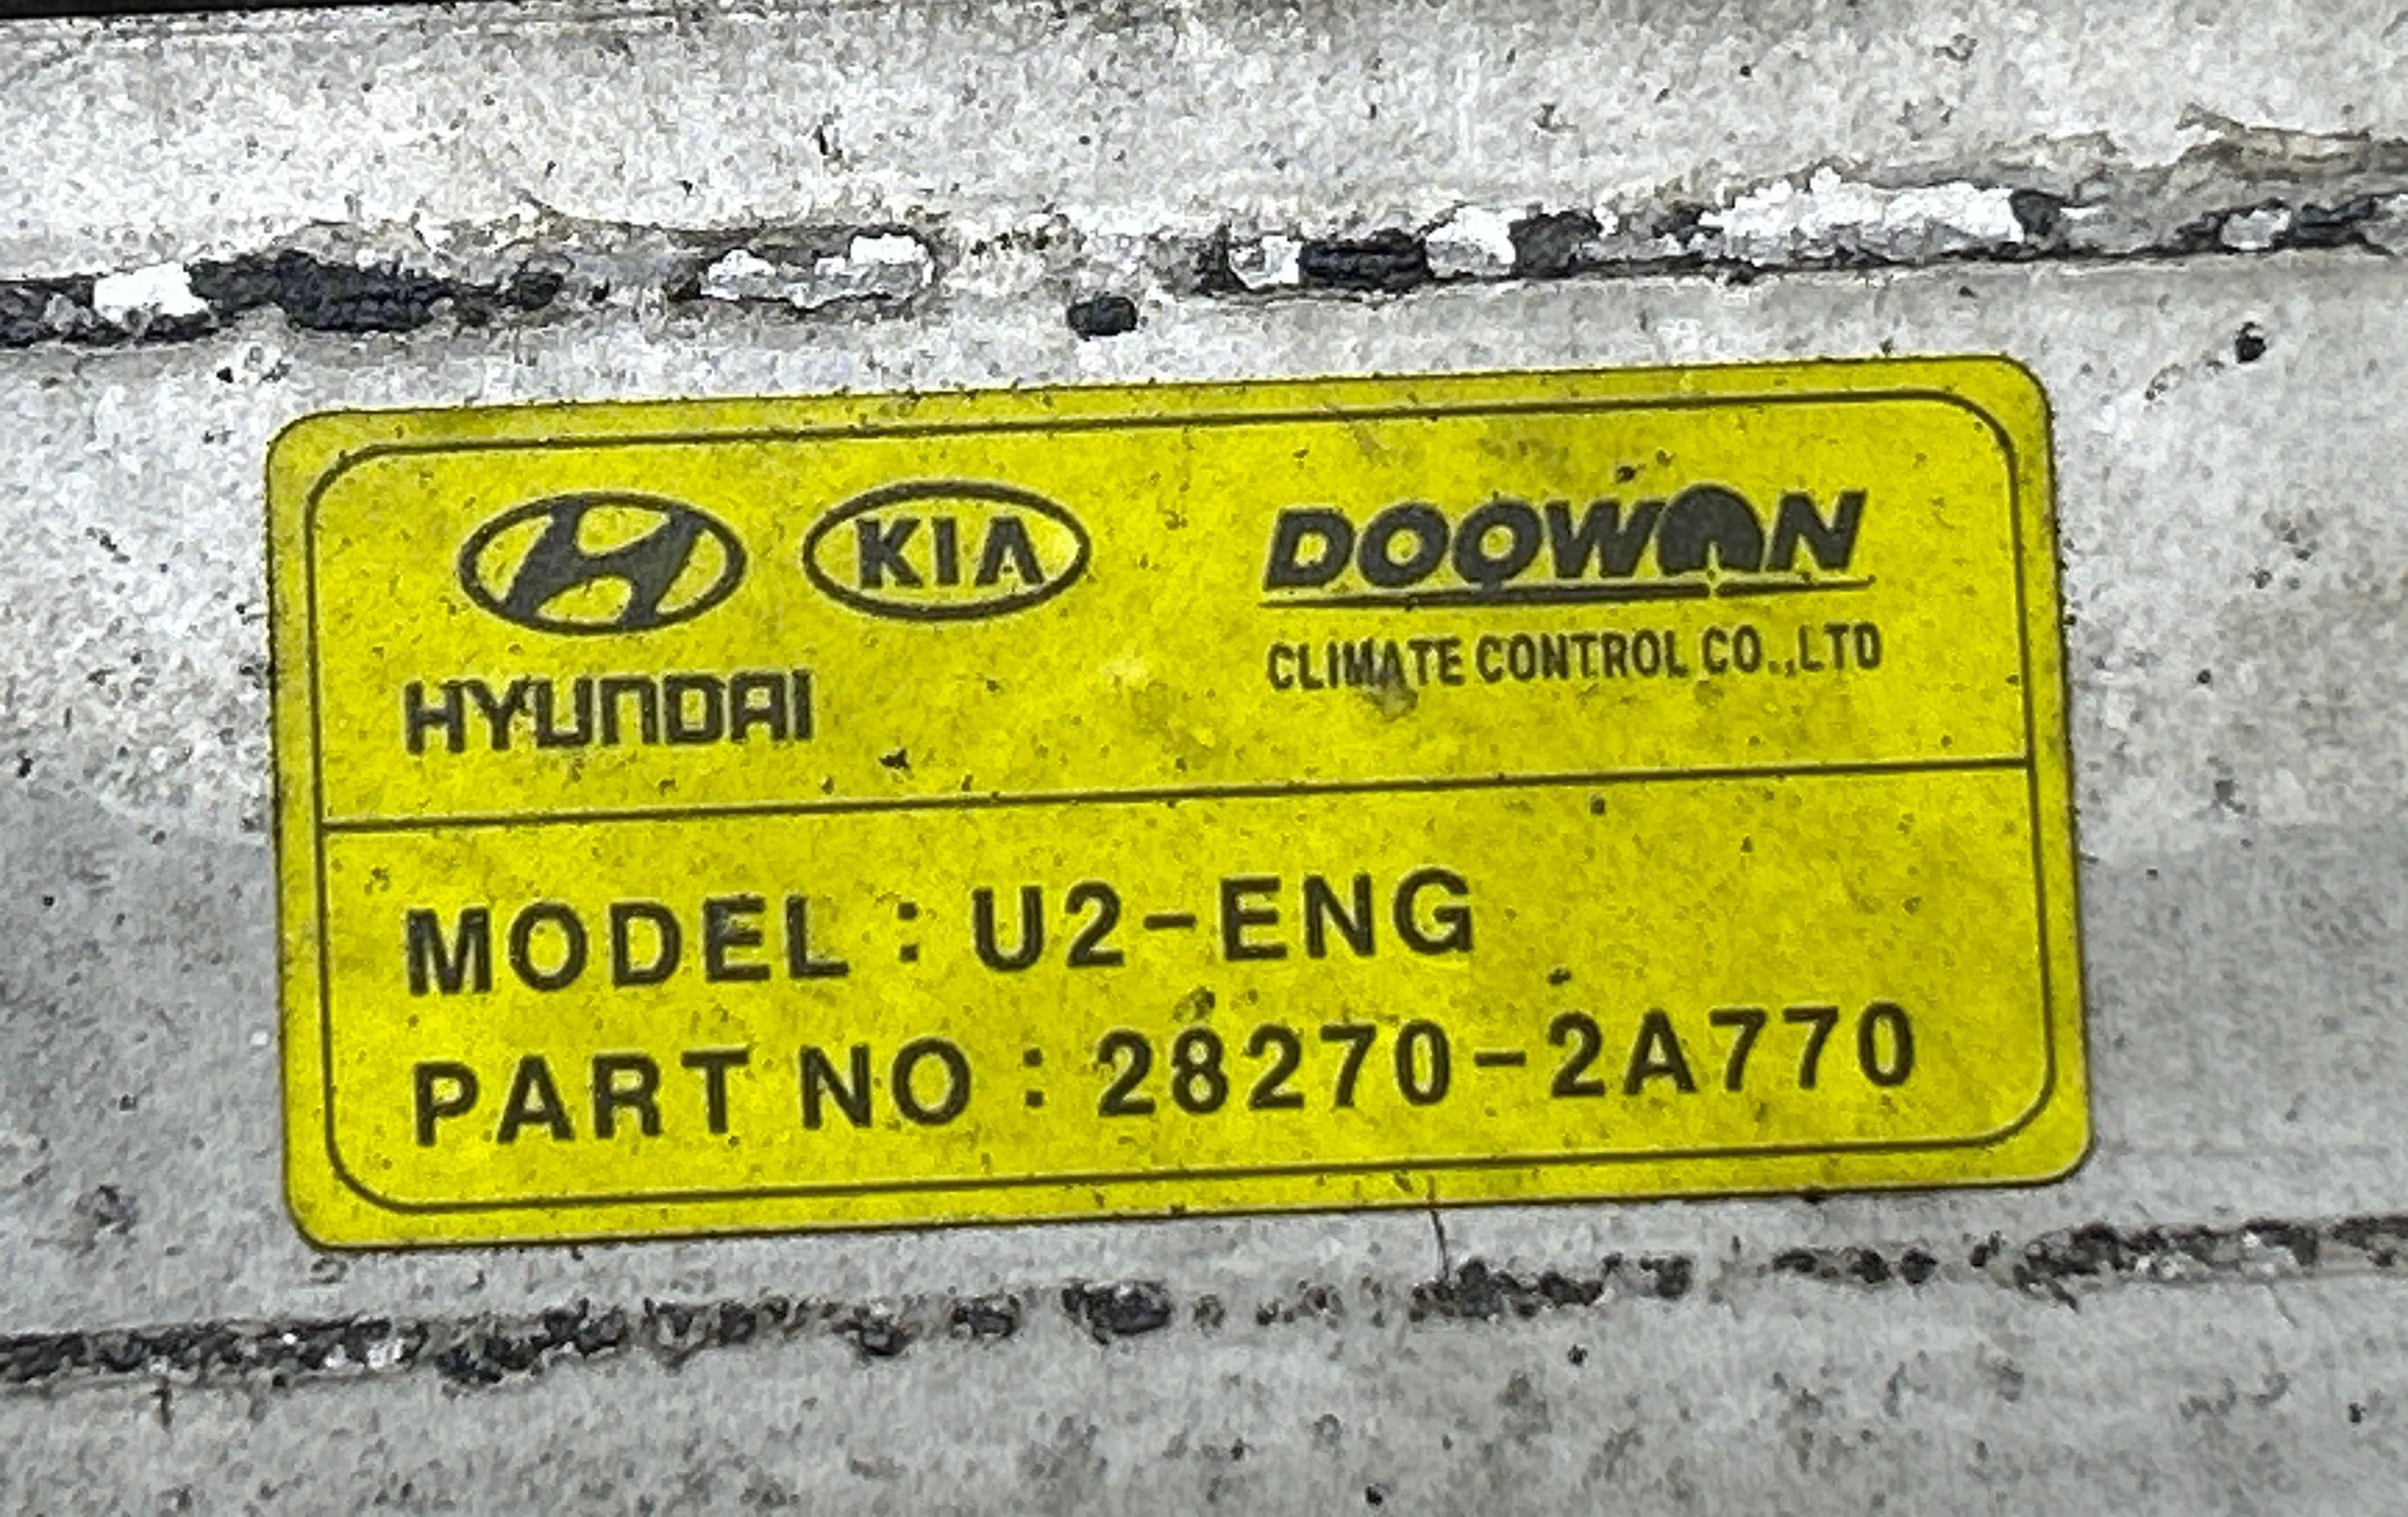 KIA
DOOWON
HYUNDAI
CLIMATE CONTROL CO.,LTD
MODEL : U2-ENG
PART NO : 28270-2A770